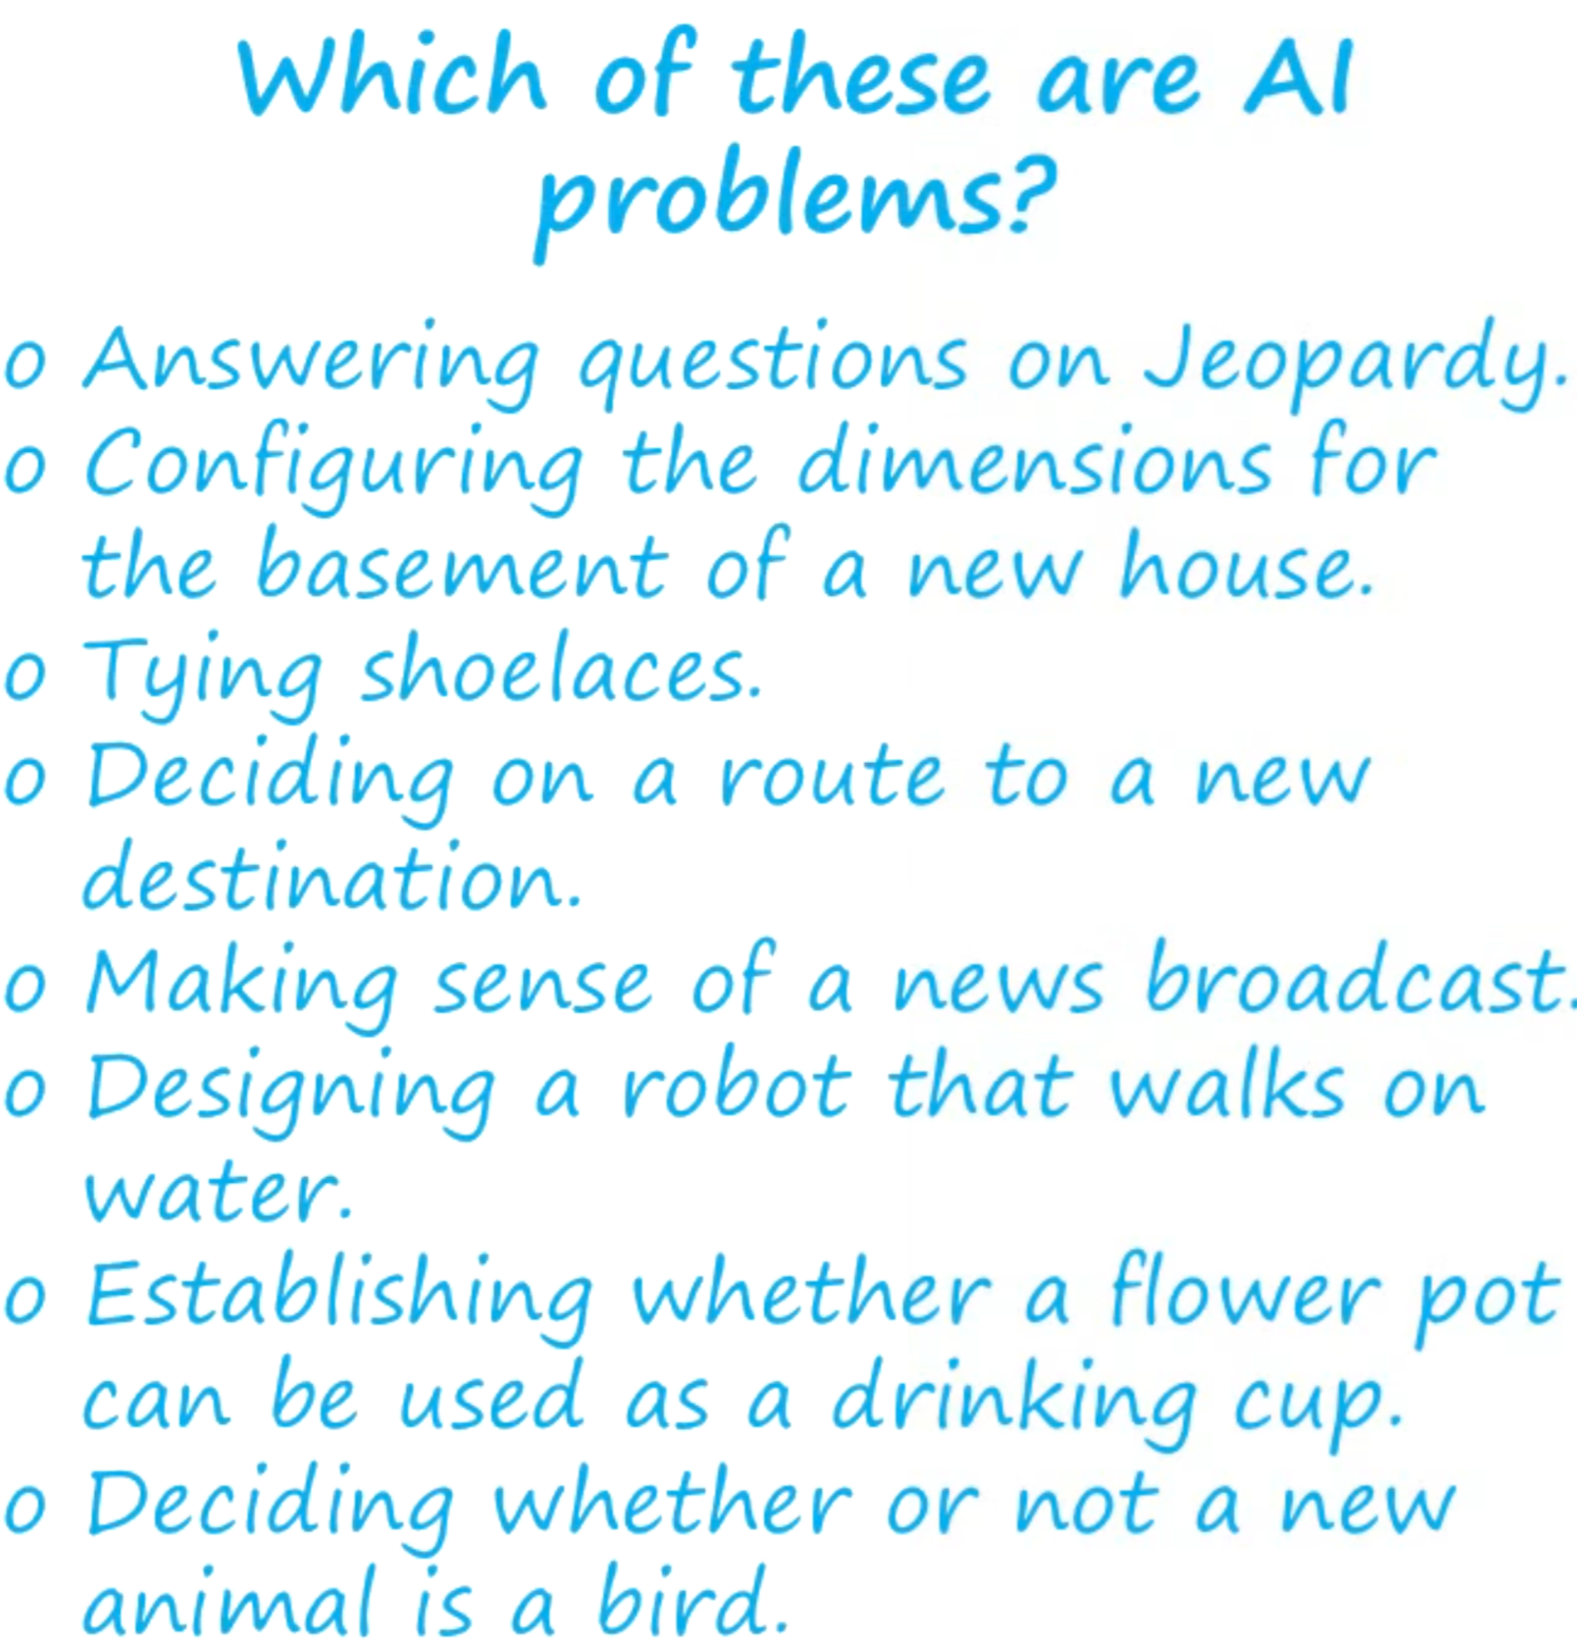 Which of these are AI
problems?
o Answering questions on Jeopardy.
o Configuring the dimensions for
the basement of a new house.
o Tying shoelaces.
o Deciding on a route to a new
destination.
o Making sense of a news broadcast.
o Designing a robot that walks on
water.
o Establishing whether a flower pot
can be used as a drinking cup.
o Deciding whether or not a new
animal is a bird.